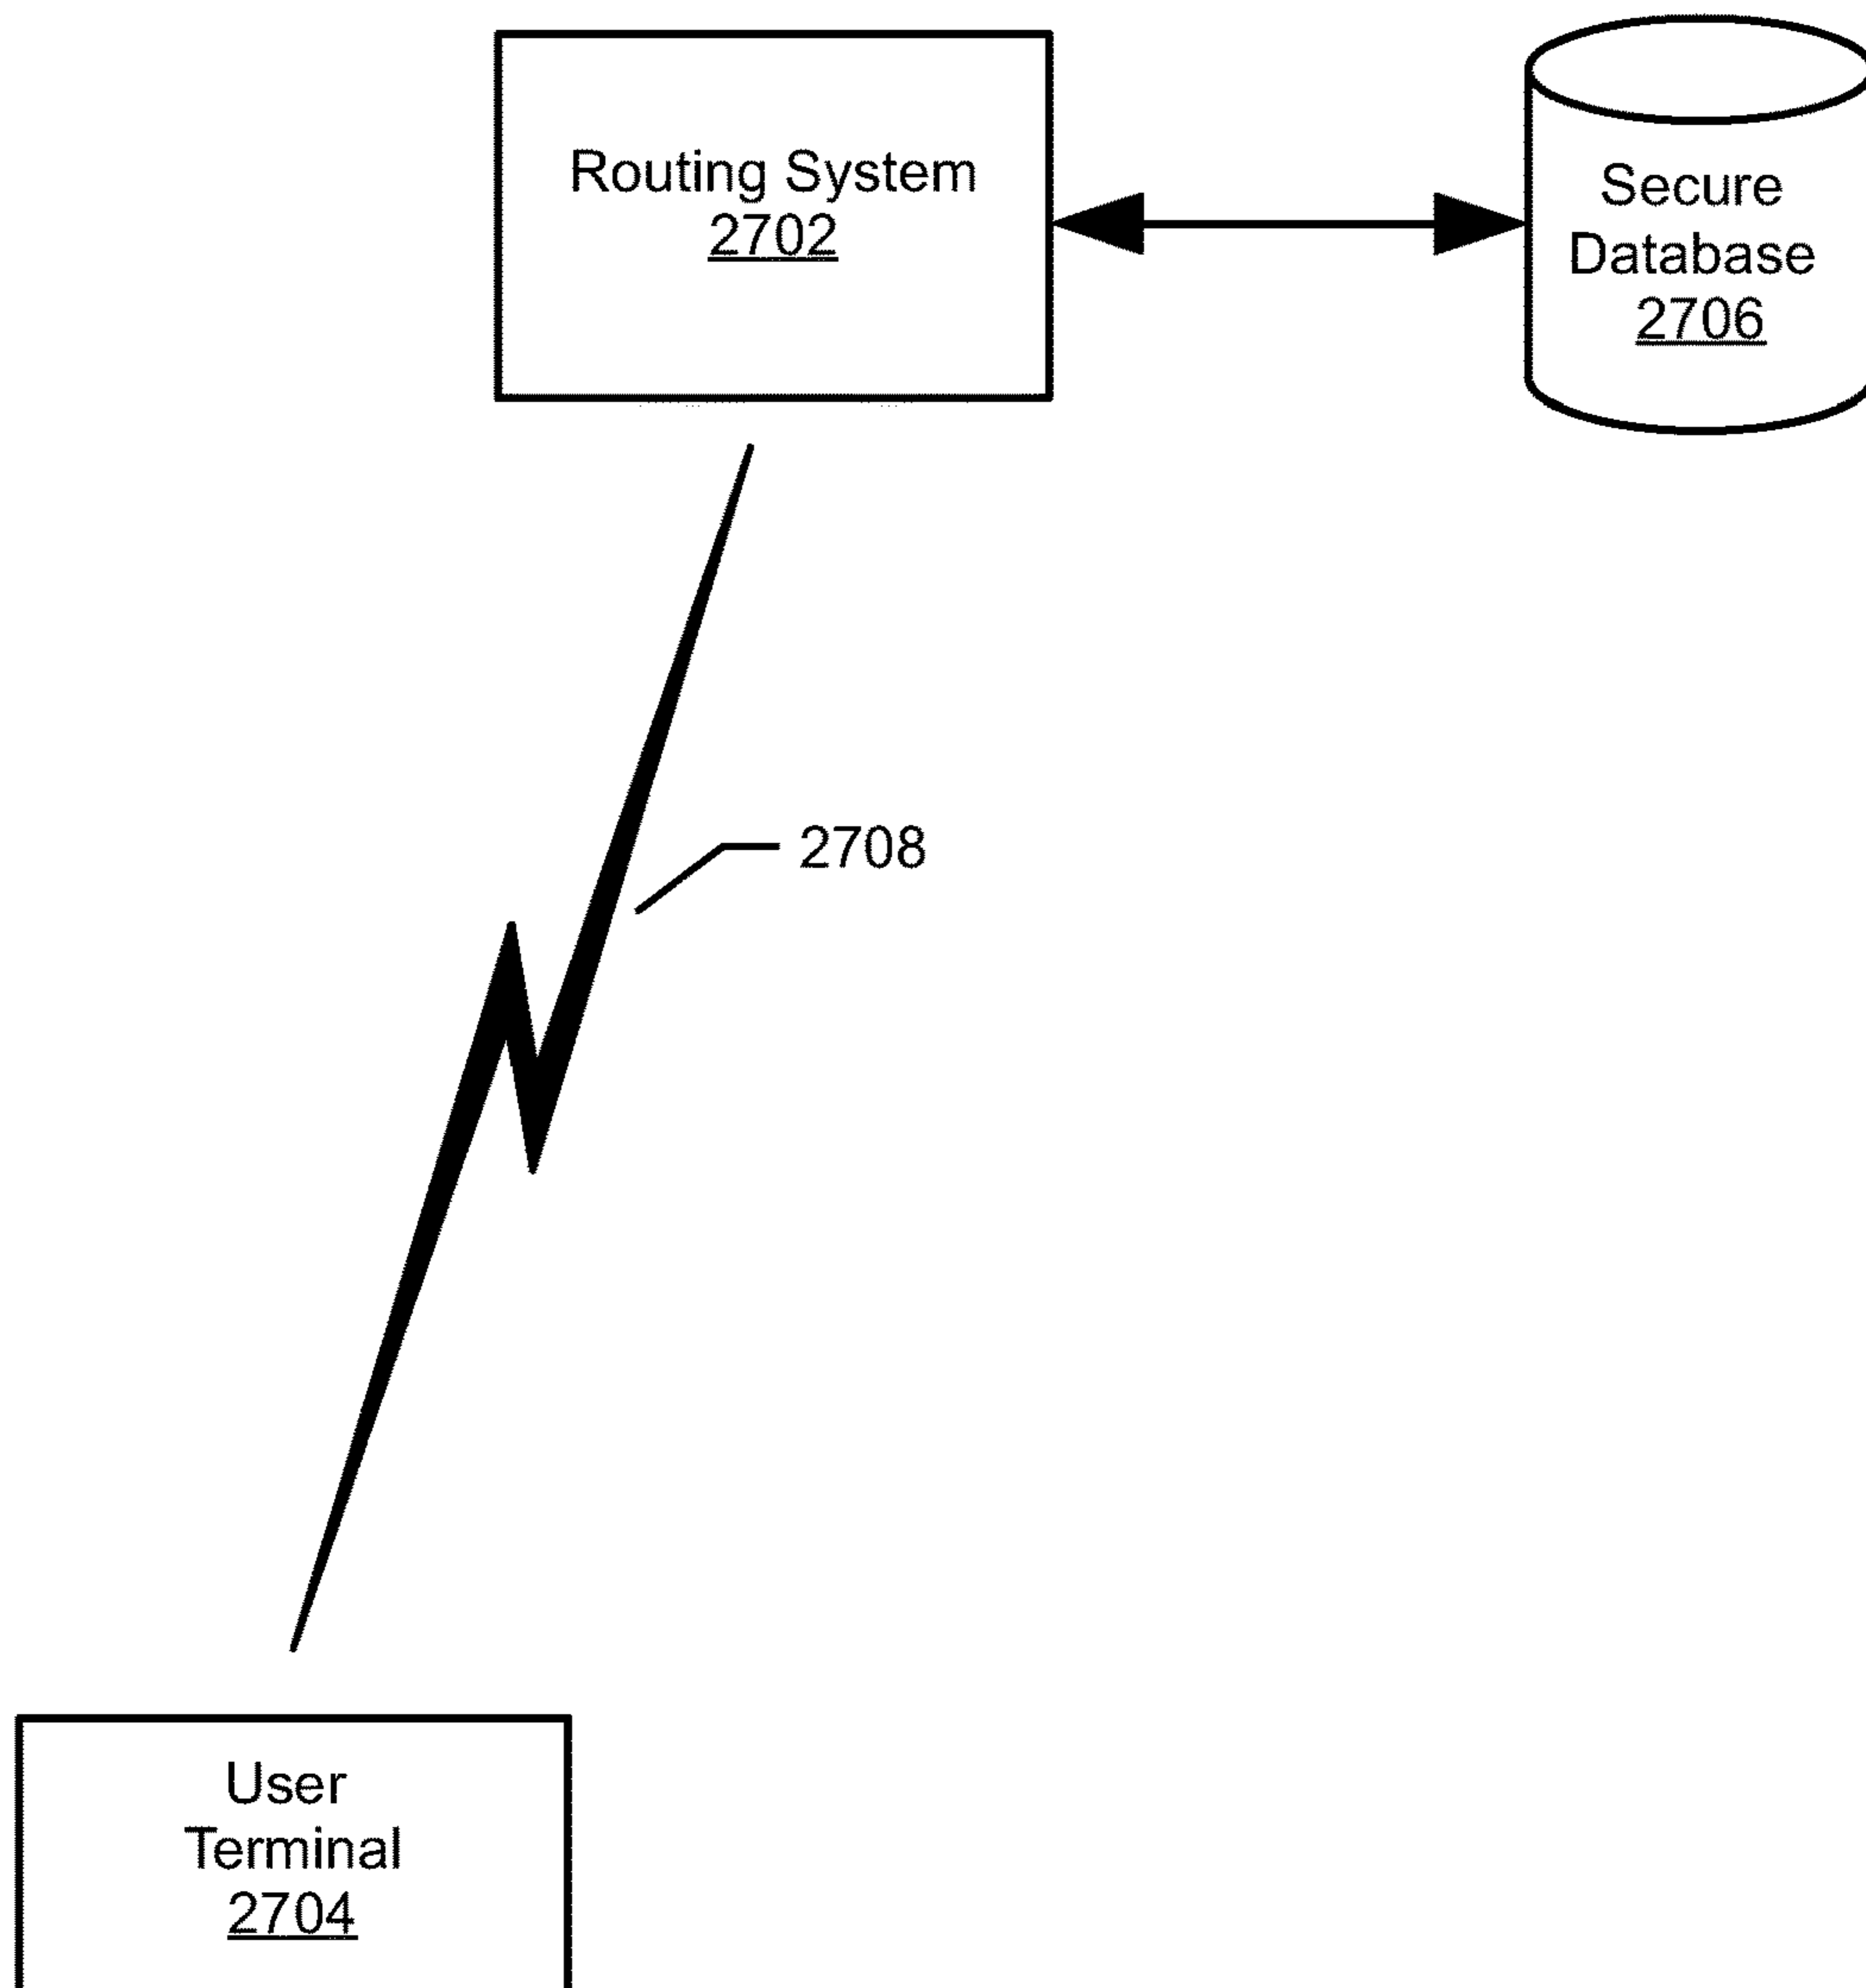 Routing System
2702
Secure
Database
2706
2708
User
Terminal
2704